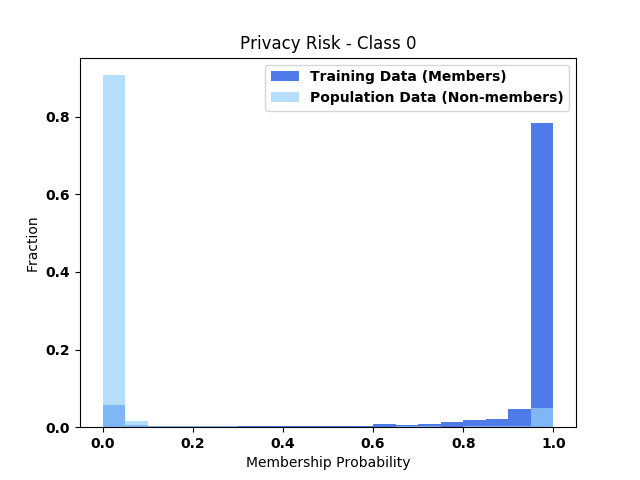 Privacy Risk - Class 0
Training Data (Members)
Population Data (Non-members)
Fraction
0.8
0.6
0.4
0.2
0.0
0.0 0.2 0.4 0.6 0.8 1.0
Membership Probability